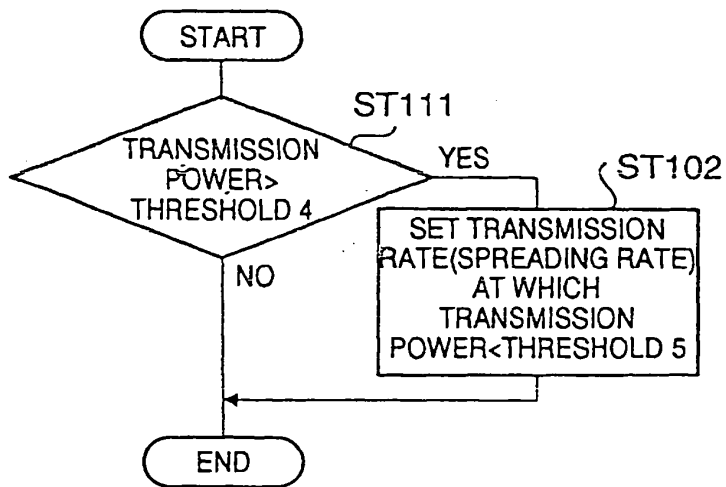 START
ST111
TRANSMISSION
POWER>
THRESHOLD 4
YES
ST102
SET TRANSMISSION
RATE(SPREADING RATE)
AT WHICH
TRANSMISSION
POWER<THRESHOLD 5
NO
END